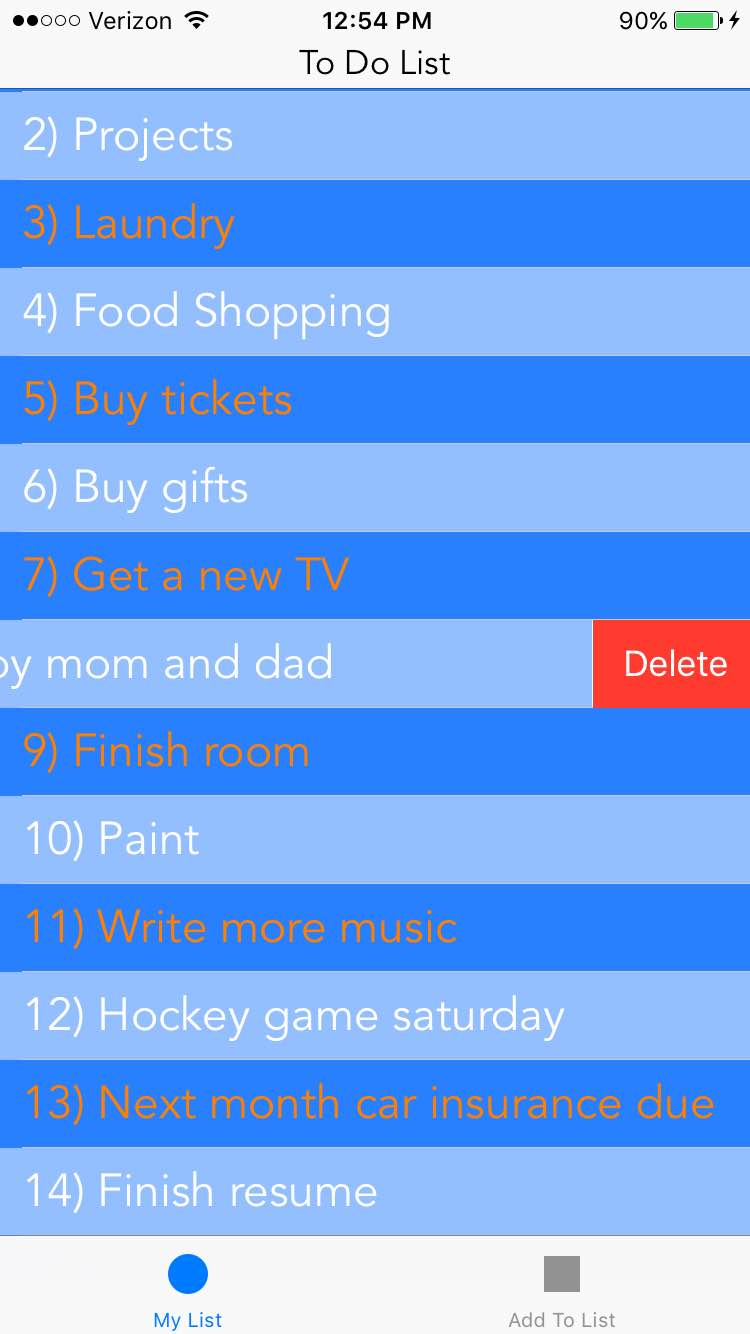 Verizon 12:54 PM 90%
To Do List
2) Projects
3) Laundry
4) Food Shopping
5) Buy tickets
6) Buy gifts
7) Get a new TV
mom and dad Delete
9) Finish room
10) Paint
11) Write more music
12) Hockey game saturday
13) Next month car insurance due
14) Finish resume
My List Add To List